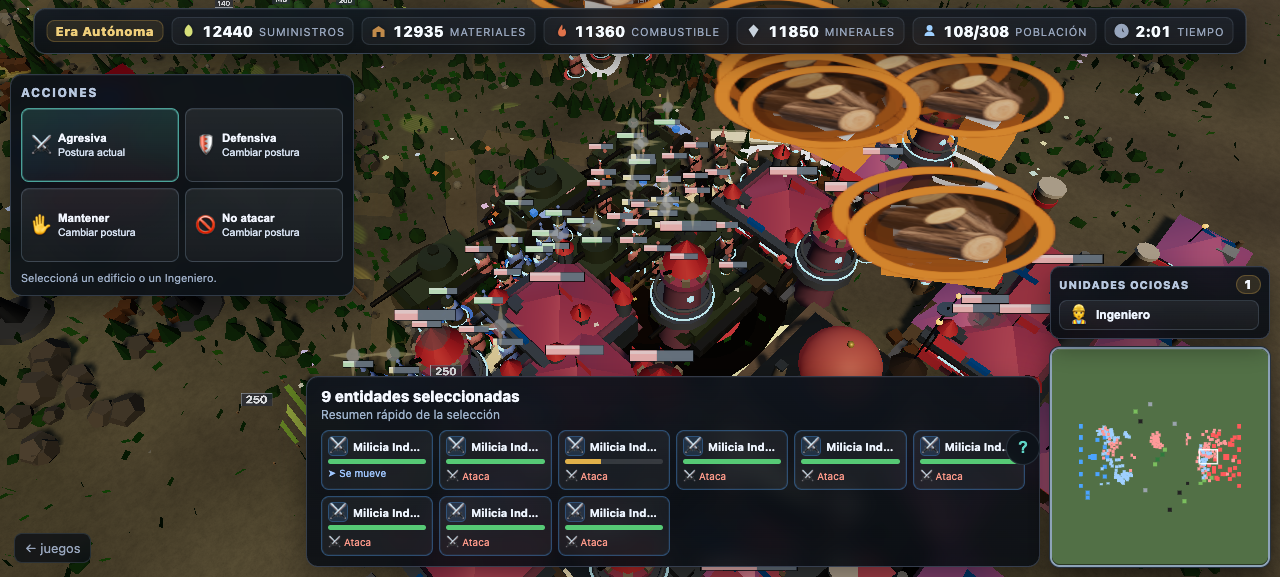 140
200
Era Autónoma
12440 SUMINISTROS
12935 MATERIALES
11360 COMBUSTIBLE
11850 MINERALES
108/308 POBLACIÓN
2:01 TIEMPO
ACCIONES
Agresiva
Postura actual
Defensiva
Cambiar postura
Mantener
Cambiar postura
No atacar
Cambiar postura
Seleccioná un edificio o un Ingeniero.
UNIDADES OCIOSAS 1
Ingeniero
250
250
9 entidades seleccionadas
Resumen rápido de la selección
Milicia Ind...
Se mueve
Milicia Ind...
Ataca
Milicia Ind...
Ataca
Milicia Ind...
Ataca
Milicia Ind...
Ataca
Milicia Ind...
Ataca
?
Milicia Ind...
Ataca
Milicia Ind...
Ataca
Milicia Ind...
Ataca
← juegos